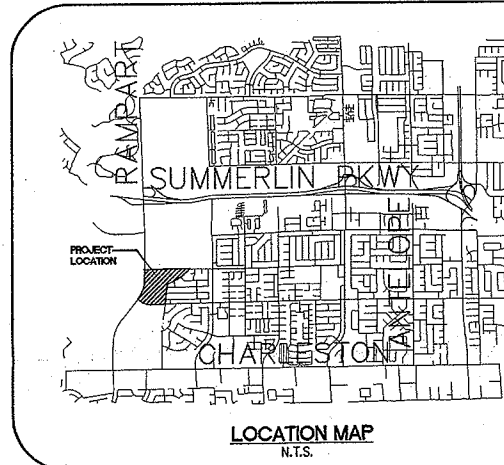 RAMPART
SUMMERLIN PKWY
PROJECT
LOCATION
ANTELOPE
CHARLESTON
LOCATION MAP
N.T.S.